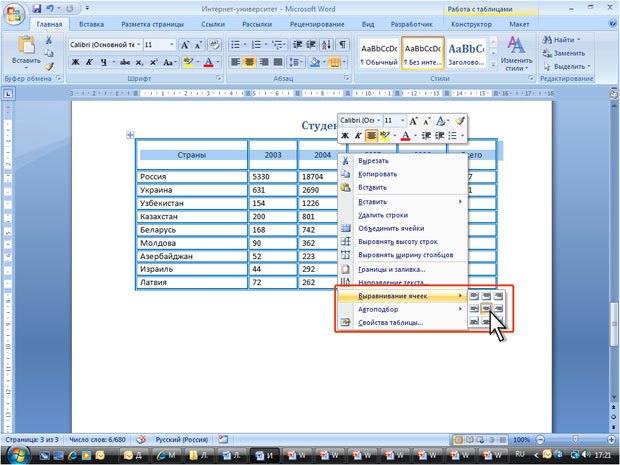 Интернет-университет - Microsoft Word
Работа с таблицами
Главная Вставка Разметка страницы Ссылки Рассылки Рецензирование Вид Разработчик Конструктор Макет
Вставить
Calibri (Основной те 11
AaBbCcDc AaBbCcDc AaBbC
¶ Обычный ¶ Без инте... Заголово...
Изменить стили
Найти
Заменить
Выделить
Буфер обмена Шрифт Абзац Стили Редактирование
Студен
Calibri (Осн 11
Страны 2003 2004
Россия 5330 18704
Украина 631 2690
Узбекистан 154 1226
Казахстан 200 801
Беларусь 168 742
Молдова 90 362
Азербайджан 52 223
Израиль 44 292
Латвия 72 262
Вырезать
Копировать
Вставить
Вставить
Удалить строки
Объединить ячейки
Выровнять высоту строк
Выровнять ширину столбцов
Границы и заливка...
Направление текста...
Выравнивание ячеек
Автоподбор
Свойства таблицы...
Страница: 3 из 3 Число слов: 6/680 Русский (Россия) 100%
RU 17:21